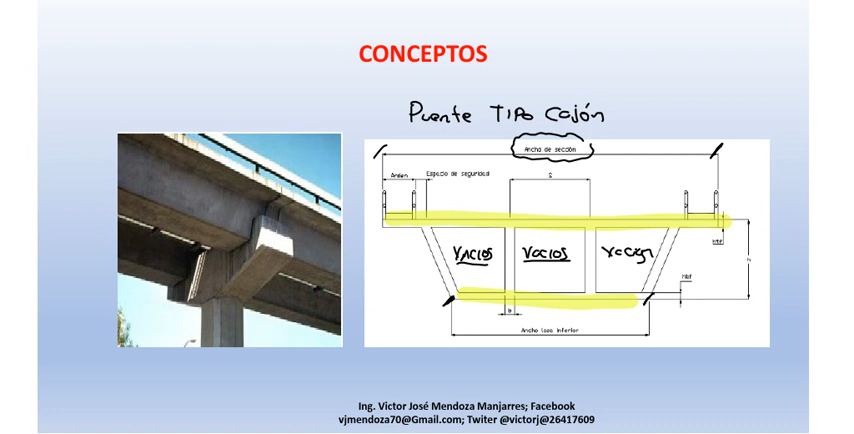 CONCEPTOS
Puente TIPO Cajón
Ancho de sección
Anden
Espacio de seguridad
S
VACIOS
VACIOS
h
b
Ancho losa inferior
Ing. Victor José Mendoza Manjarres; Facebook
vjmendoza70@Gmail.com; Twiter @victorj@26417609